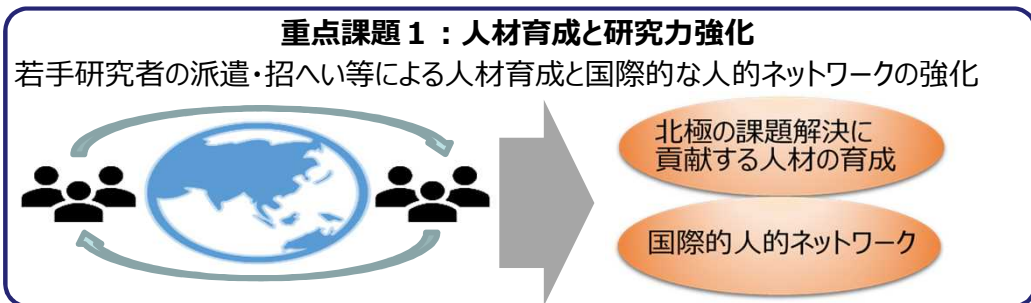 重点課題１：人材育成と研究力強化
若手研究者の派遣・招へい等による人材育成と国際的な人的ネットワークの強化
北極の課題解決に
貢献する人材の育成
国際的人的ネットワーク